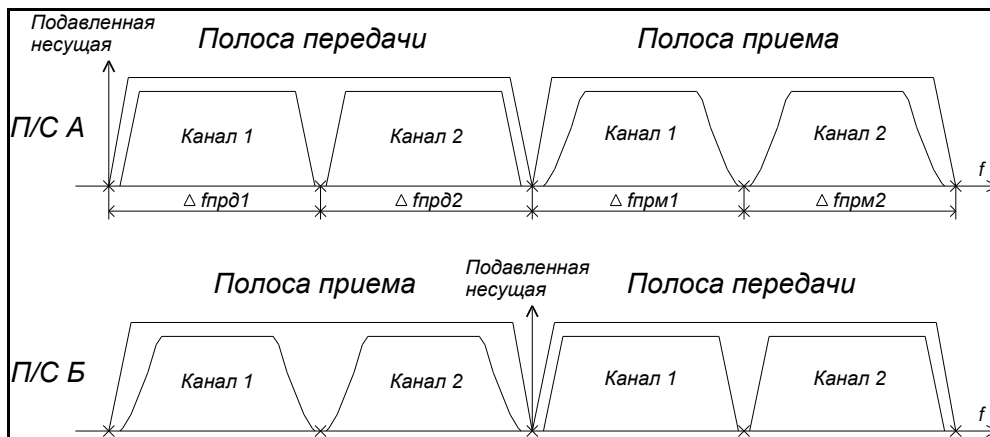 Подавленная
несущая
Полоса передачи
Полоса приема
П/С А
Канал 1
Канал 2
Канал 1
Канал 2
f
△ fпрд1
△ fпрд2
△ fпрм1
△ fпрм2
Полоса приема
Подавленная
несущая
Полоса передачи
П/С Б
Канал 1
Канал 2
Канал 1
Канал 2
f